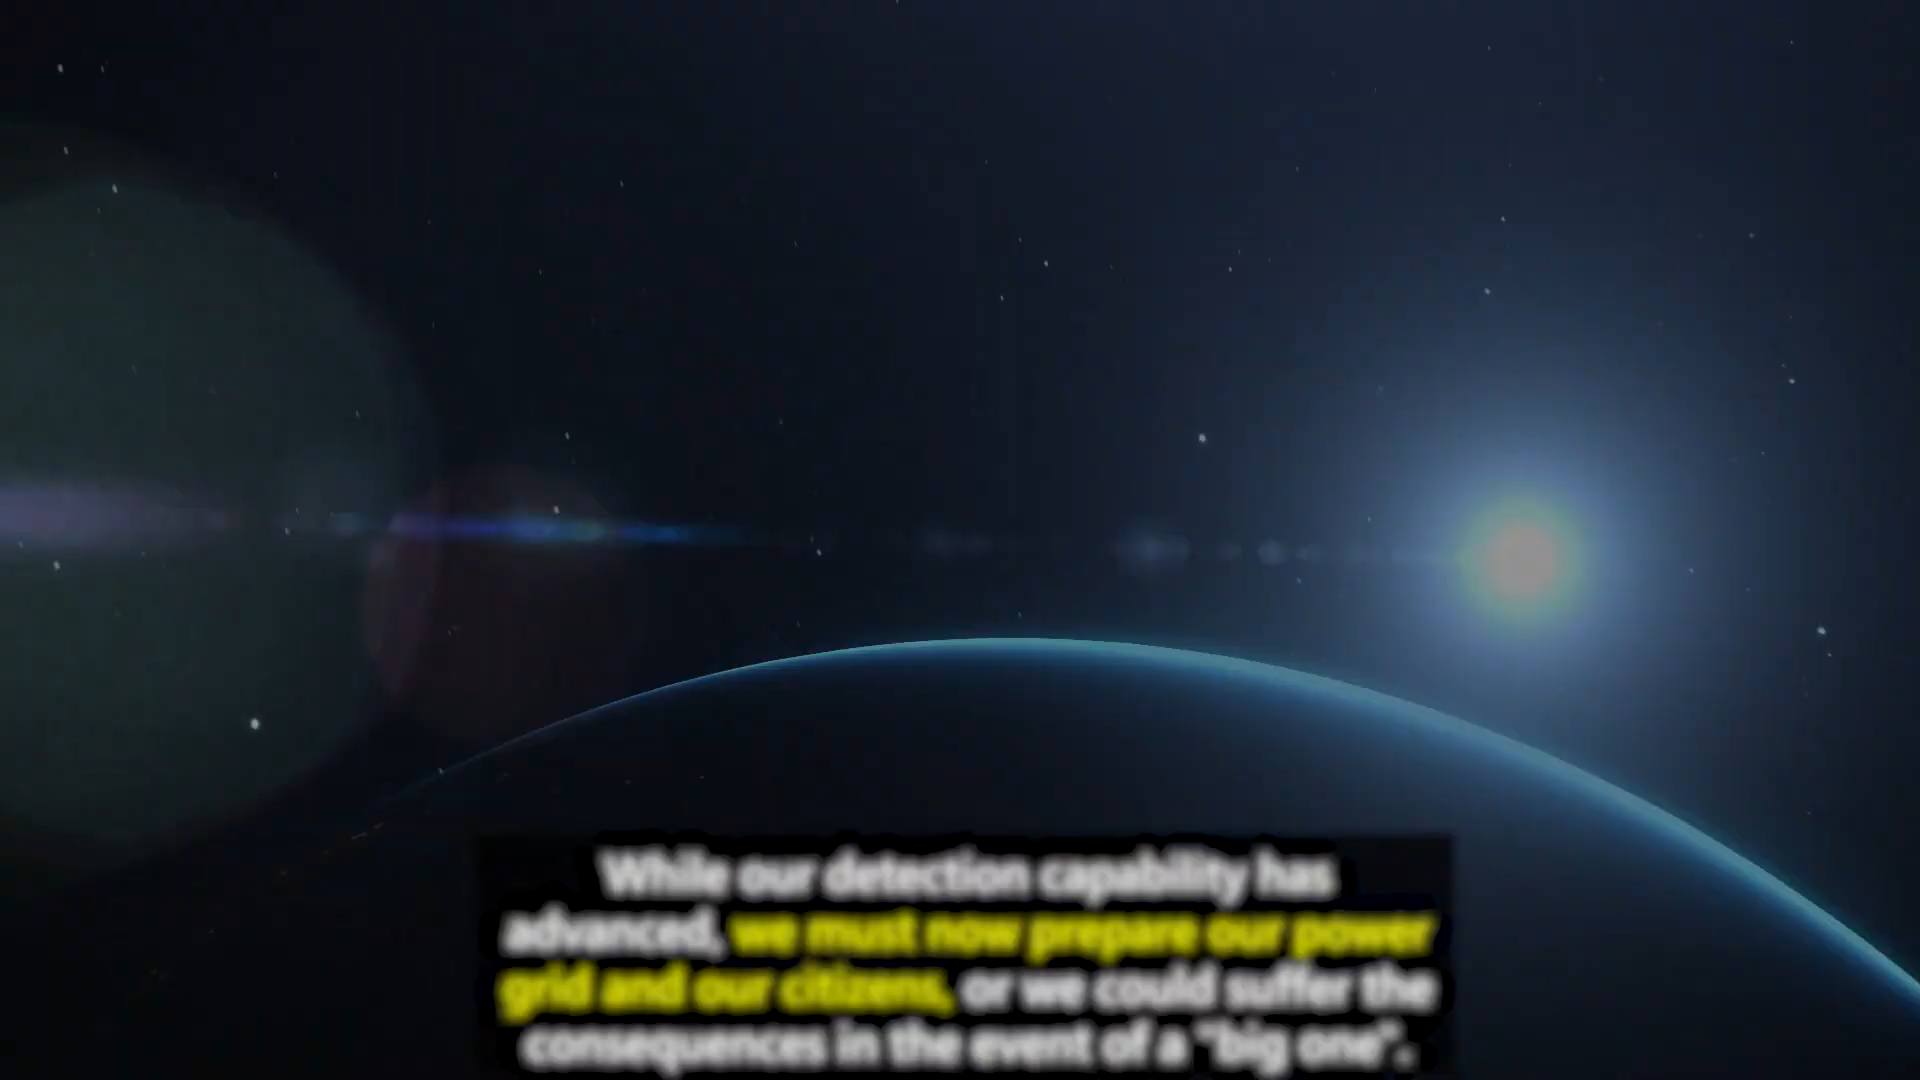 While our detection capability has
advanced, we must now prepare our power
grid and our citizens, or we could suffer the
consequences in the event of a "big one".